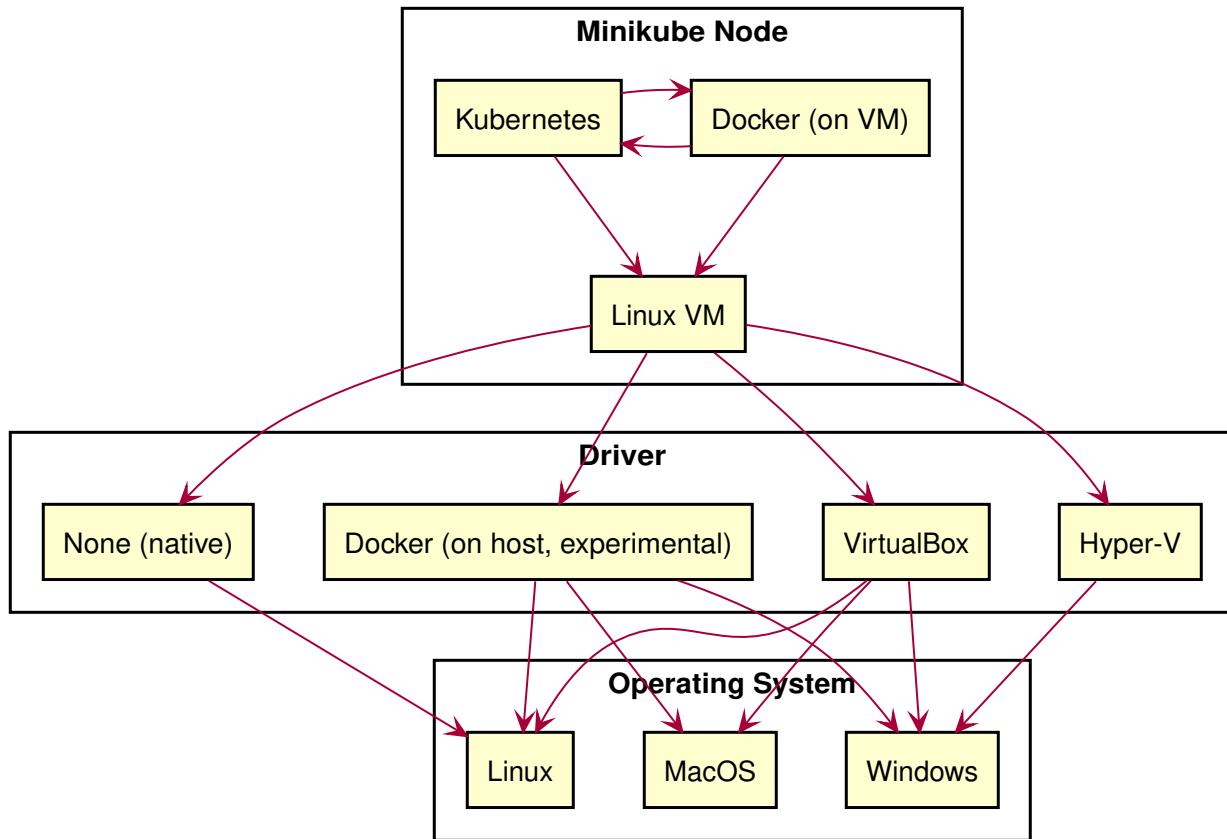 Minikube Node
Kubernetes
Docker (on VM)
Linux VM
Driver
None (native)
Docker (on host, experimental)
VirtualBox
Hyper-V
Operating System
Linux
MacOS
Windows